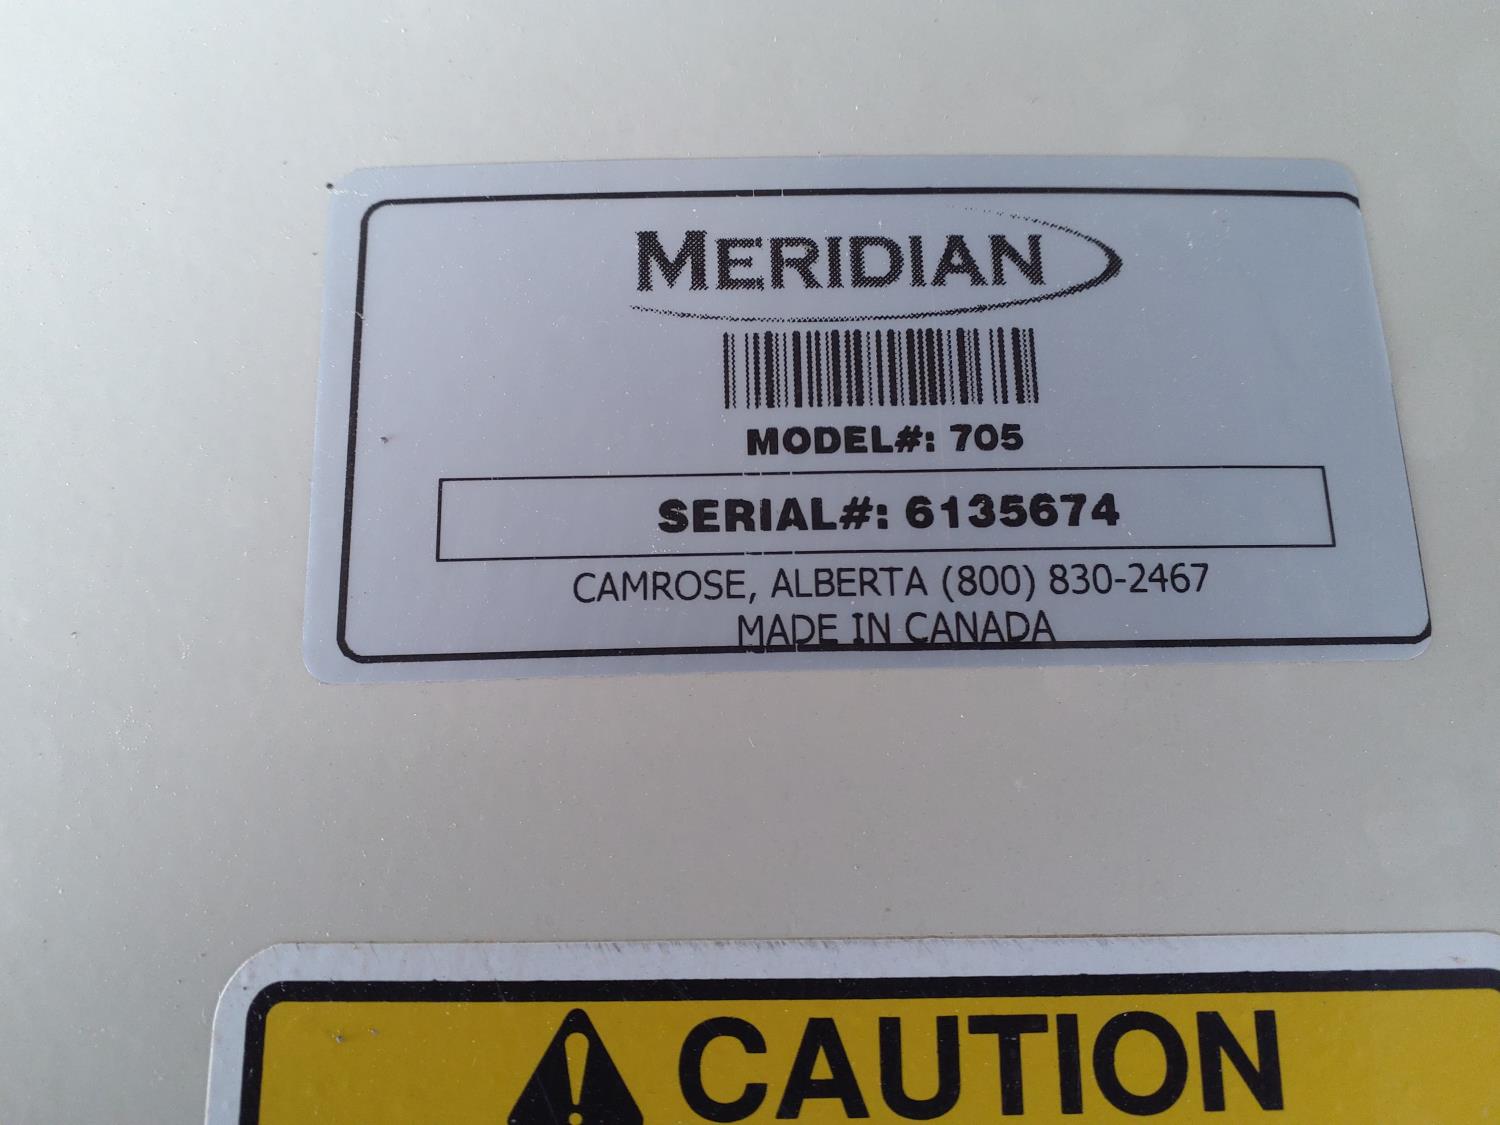 MERIDIAN
MODEL#: 705
SERIAL#: 6135674
CAMROSE, ALBERTA (800) 830-2467
MADE IN CANADA
CAUTION